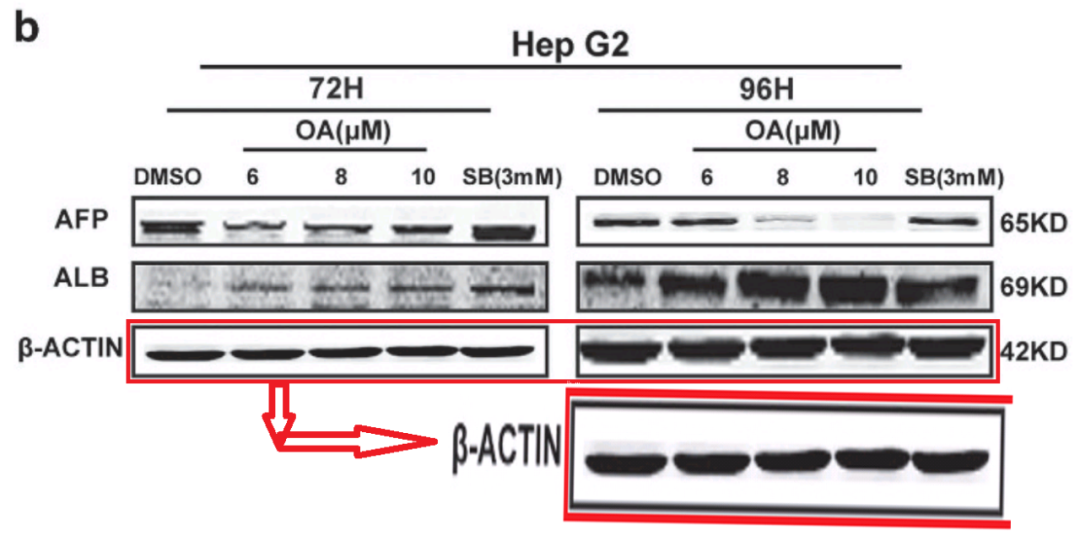 b
Hep G2
72H 96H
OA(μM) OA(μM)
DMSO 6 8 10 SB(3mM) DMSO 6 8 10 SB(3mM)
AFP 65KD
ALB 69KD
β-ACTIN 42KD
β-ACTIN